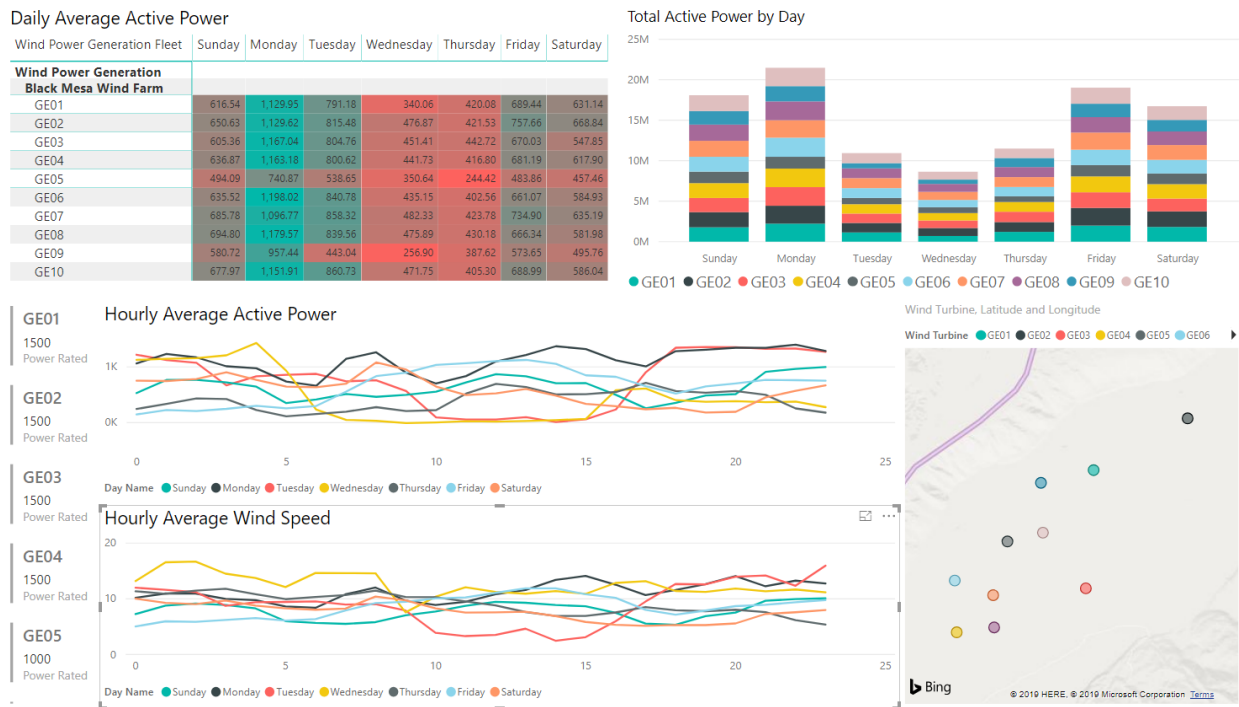 Daily Average Active Power
Wind Power Generation Fleet Sunday Monday Tuesday Wednesday Thursday Friday Saturday
Wind Power Generation
Black Mesa Wind Farm
GE01 616.54 1,129.95 791.18 340.06 420.08 689.44 631.14
GE02 650.63 1,129.62 815.48 476.87 421.53 757.66 668.84
GE03 605.36 1,167.04 804.76 451.41 442.72 670.03 547.85
GE04 636.87 1,163.18 800.62 441.73 416.80 681.19 617.90
GE05 494.09 740.87 538.65 350.64 244.42 483.86 457.46
GE06 635.52 1,198.02 840.78 435.15 402.56 661.07 584.93
GE07 685.78 1,096.77 858.32 482.33 423.78 734.90 635.19
GE08 694.80 1,179.57 839.56 475.89 430.18 666.34 581.98
GE09 580.72 957.44 443.04 256.90 387.62 573.65 495.76
GE10 677.97 1,151.91 860.73 471.75 405.30 688.99 586.04
Total Active Power by Day
25M
20M
15M
10M
5M
0M
Sunday Monday Tuesday Wednesday Thursday Friday Saturday
GE01 GE02 GE03 GE04 GE05 GE06 GE07 GE08 GE09 GE10
GE01
1500
Power Rated
GE02
1500
Power Rated
GE03
1500
Power Rated
GE04
1500
Power Rated
GE05
1000
Power Rated
Hourly Average Active Power
1K
0K
0 5 10 15 20 25
Day Name Sunday Monday Tuesday Wednesday Thursday Friday Saturday
Hourly Average Wind Speed
20
10
0
0 5 10 15 20 25
Day Name Sunday Monday Tuesday Wednesday Thursday Friday Saturday
Wind Turbine, Latitude and Longitude
Wind Turbine GE01 GE02 GE03 GE04 GE05 GE06
Bing
© 2019 HERE, © 2019 Microsoft Corporation Terms